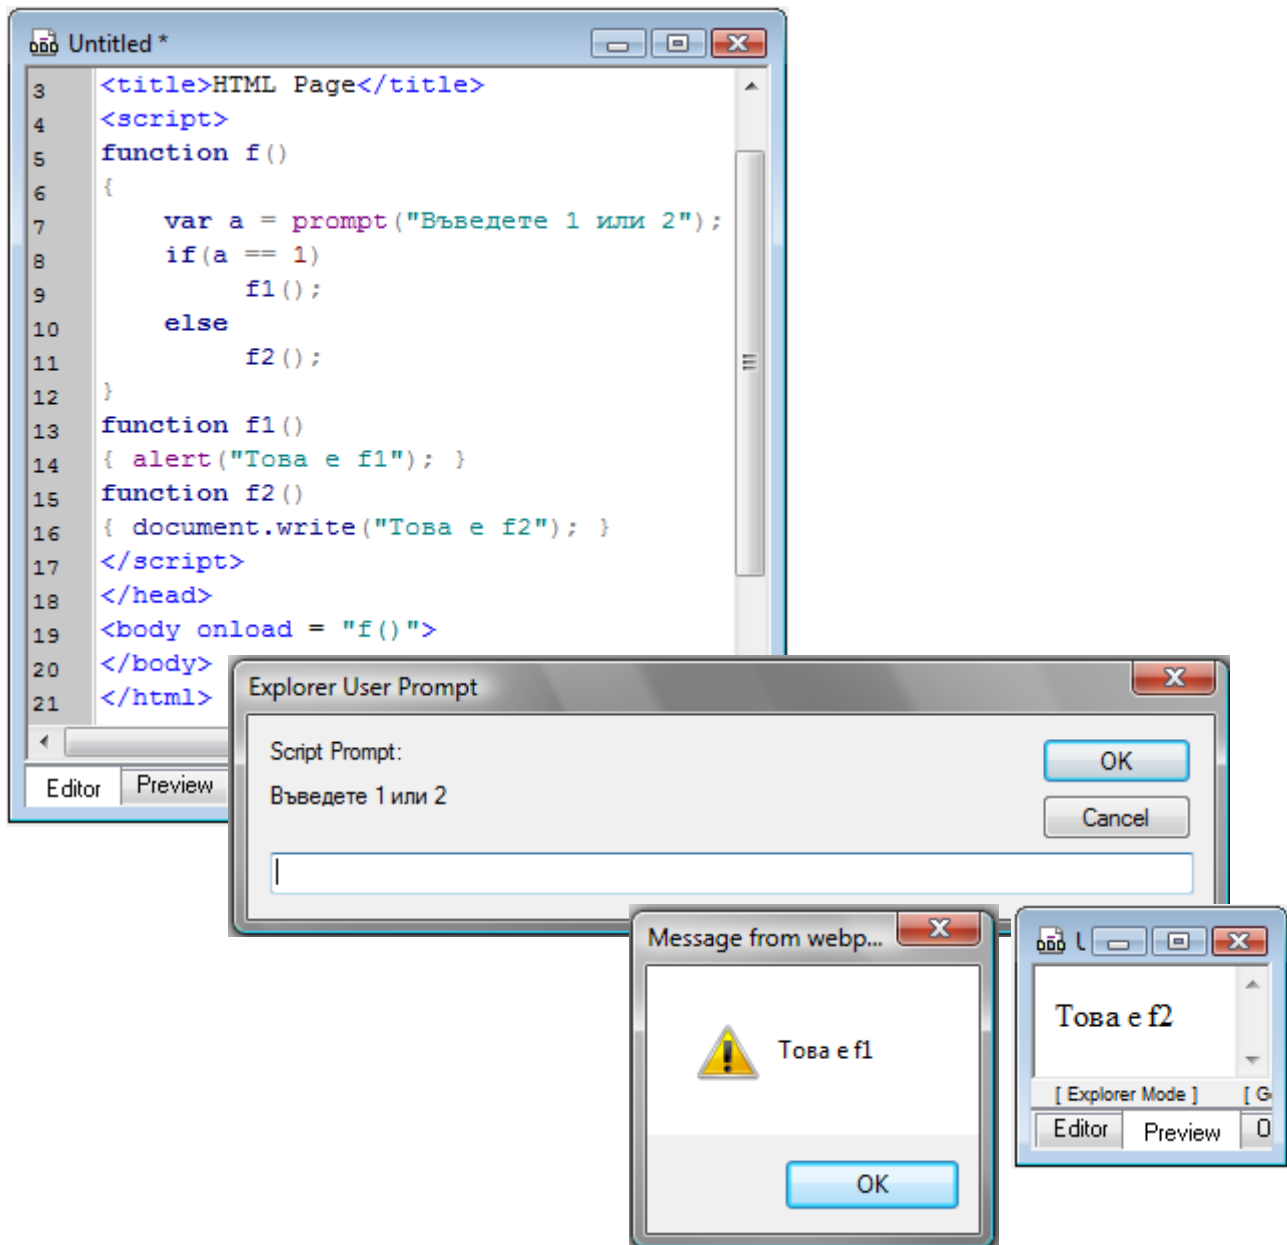 Untitled *
3 <title>HTML Page</title>
4 <script>
5 function f()
6 {
7 var a = prompt("Въведете 1 или 2");
8 if(a == 1)
9 f1();
10 else
11 f2();
12 }
13 function f1()
14 { alert("Това е f1"); }
15 function f2()
16 { document.write("Това е f2"); }
17 </script>
18 </head>
19 <body onload = "f()">
20 </body>
21 </html>
Editor Preview
Explorer User Prompt
Script Prompt:
Въведете 1 или 2
OK
Cancel
Message from webp...
Това е f1
OK
Това е f2
[ Explorer Mode ]
Editor Preview